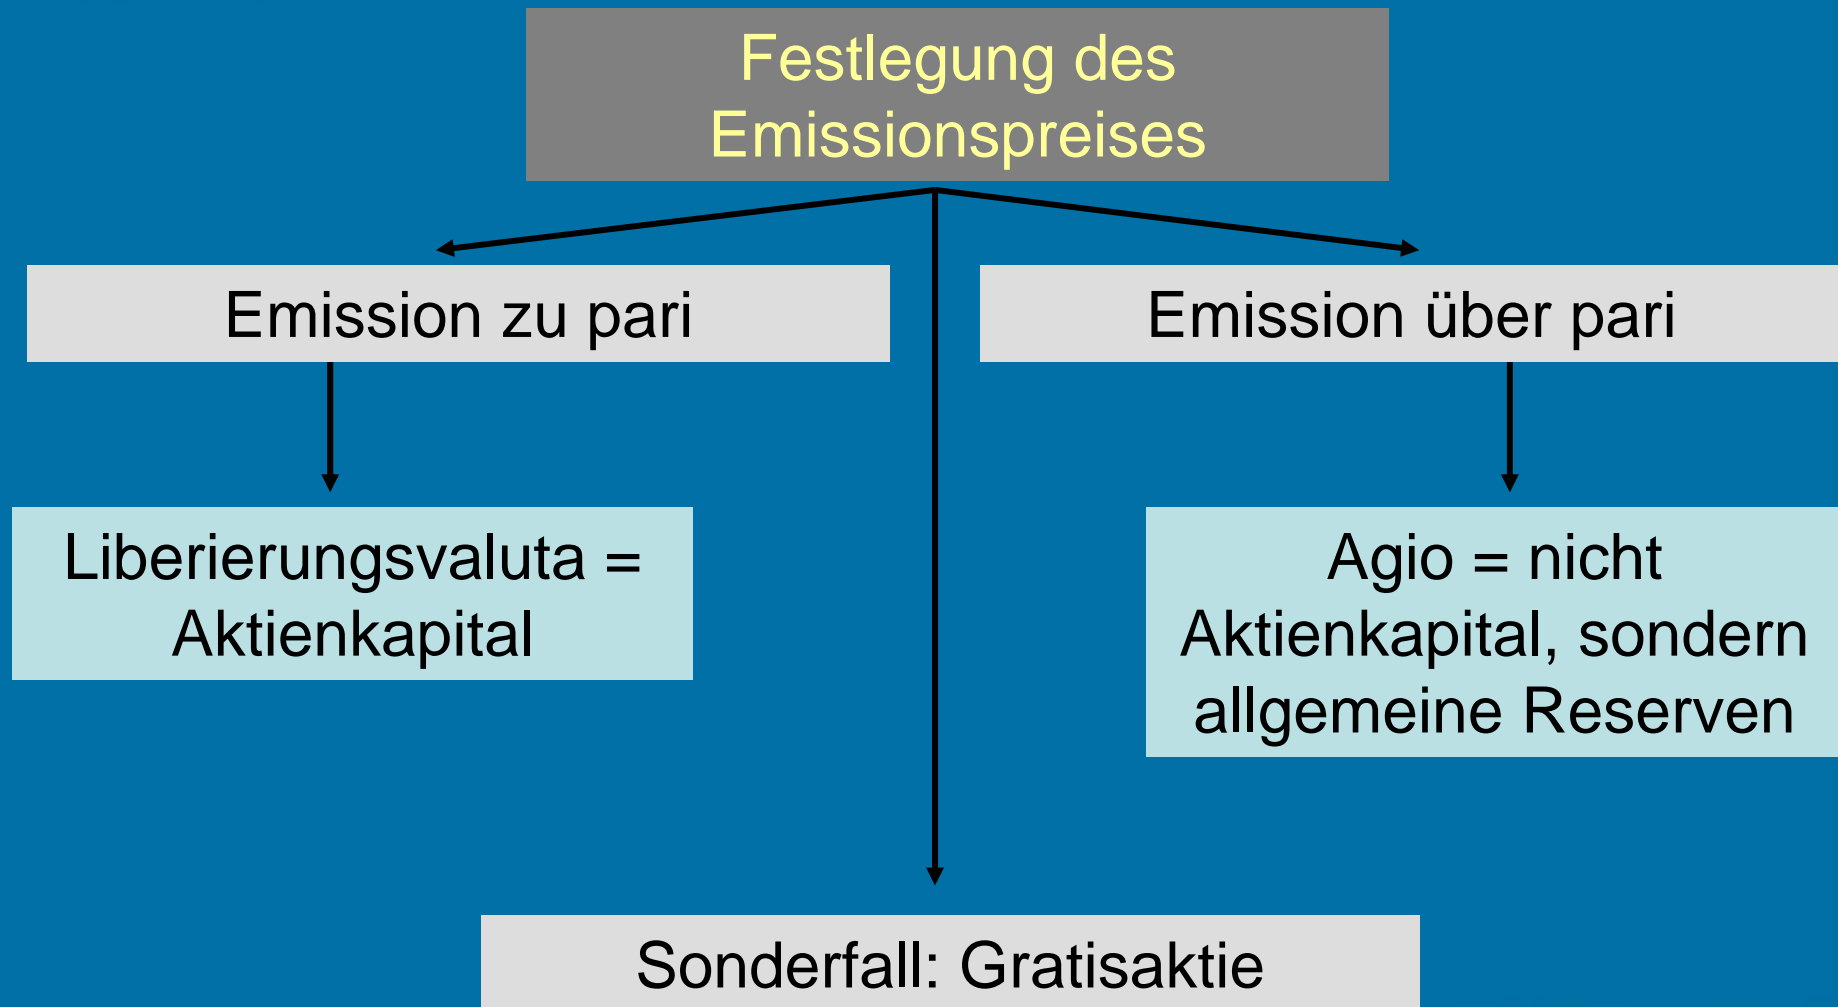 Festlegung des
Emissionspreises
Emission zu pari
Emission über pari
Liberierungsvaluta =
Aktienkapital
Agio = nicht
Aktienkapital, sondern
allgemeine Reserven
Sonderfall: Gratisaktie